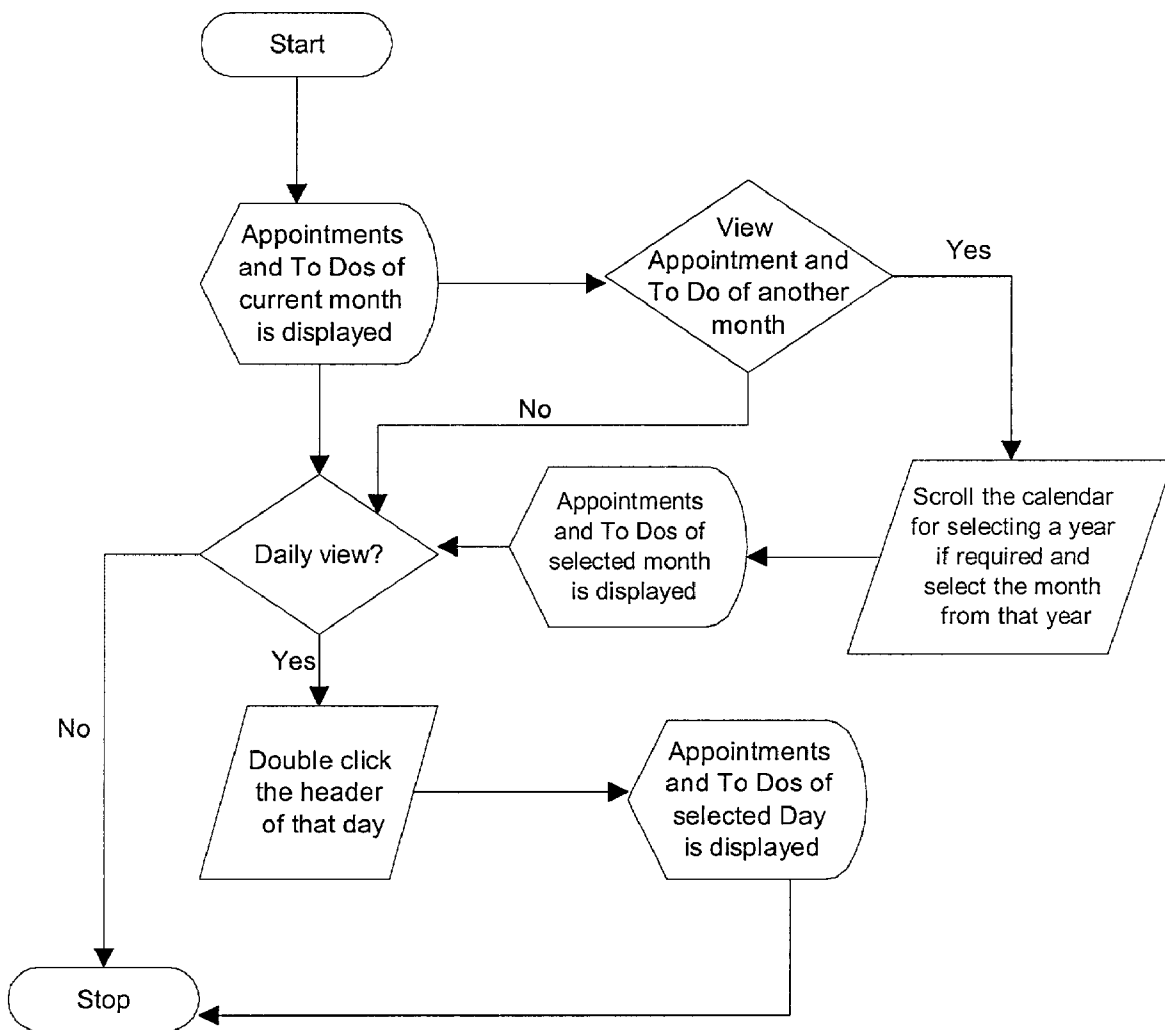 Start
Appointments
and To Dos of
current month
is displayed
View
Appointment and
To Do of another
month
Yes
No
Scroll the calendar
for selecting a year
if required and
select the month
from that year
Appointments
and To Dos of
selected month
is displayed
Daily view?
Yes
No
Double click
the header
of that day
Appointments
and To Dos of
selected Day
is displayed
Stop